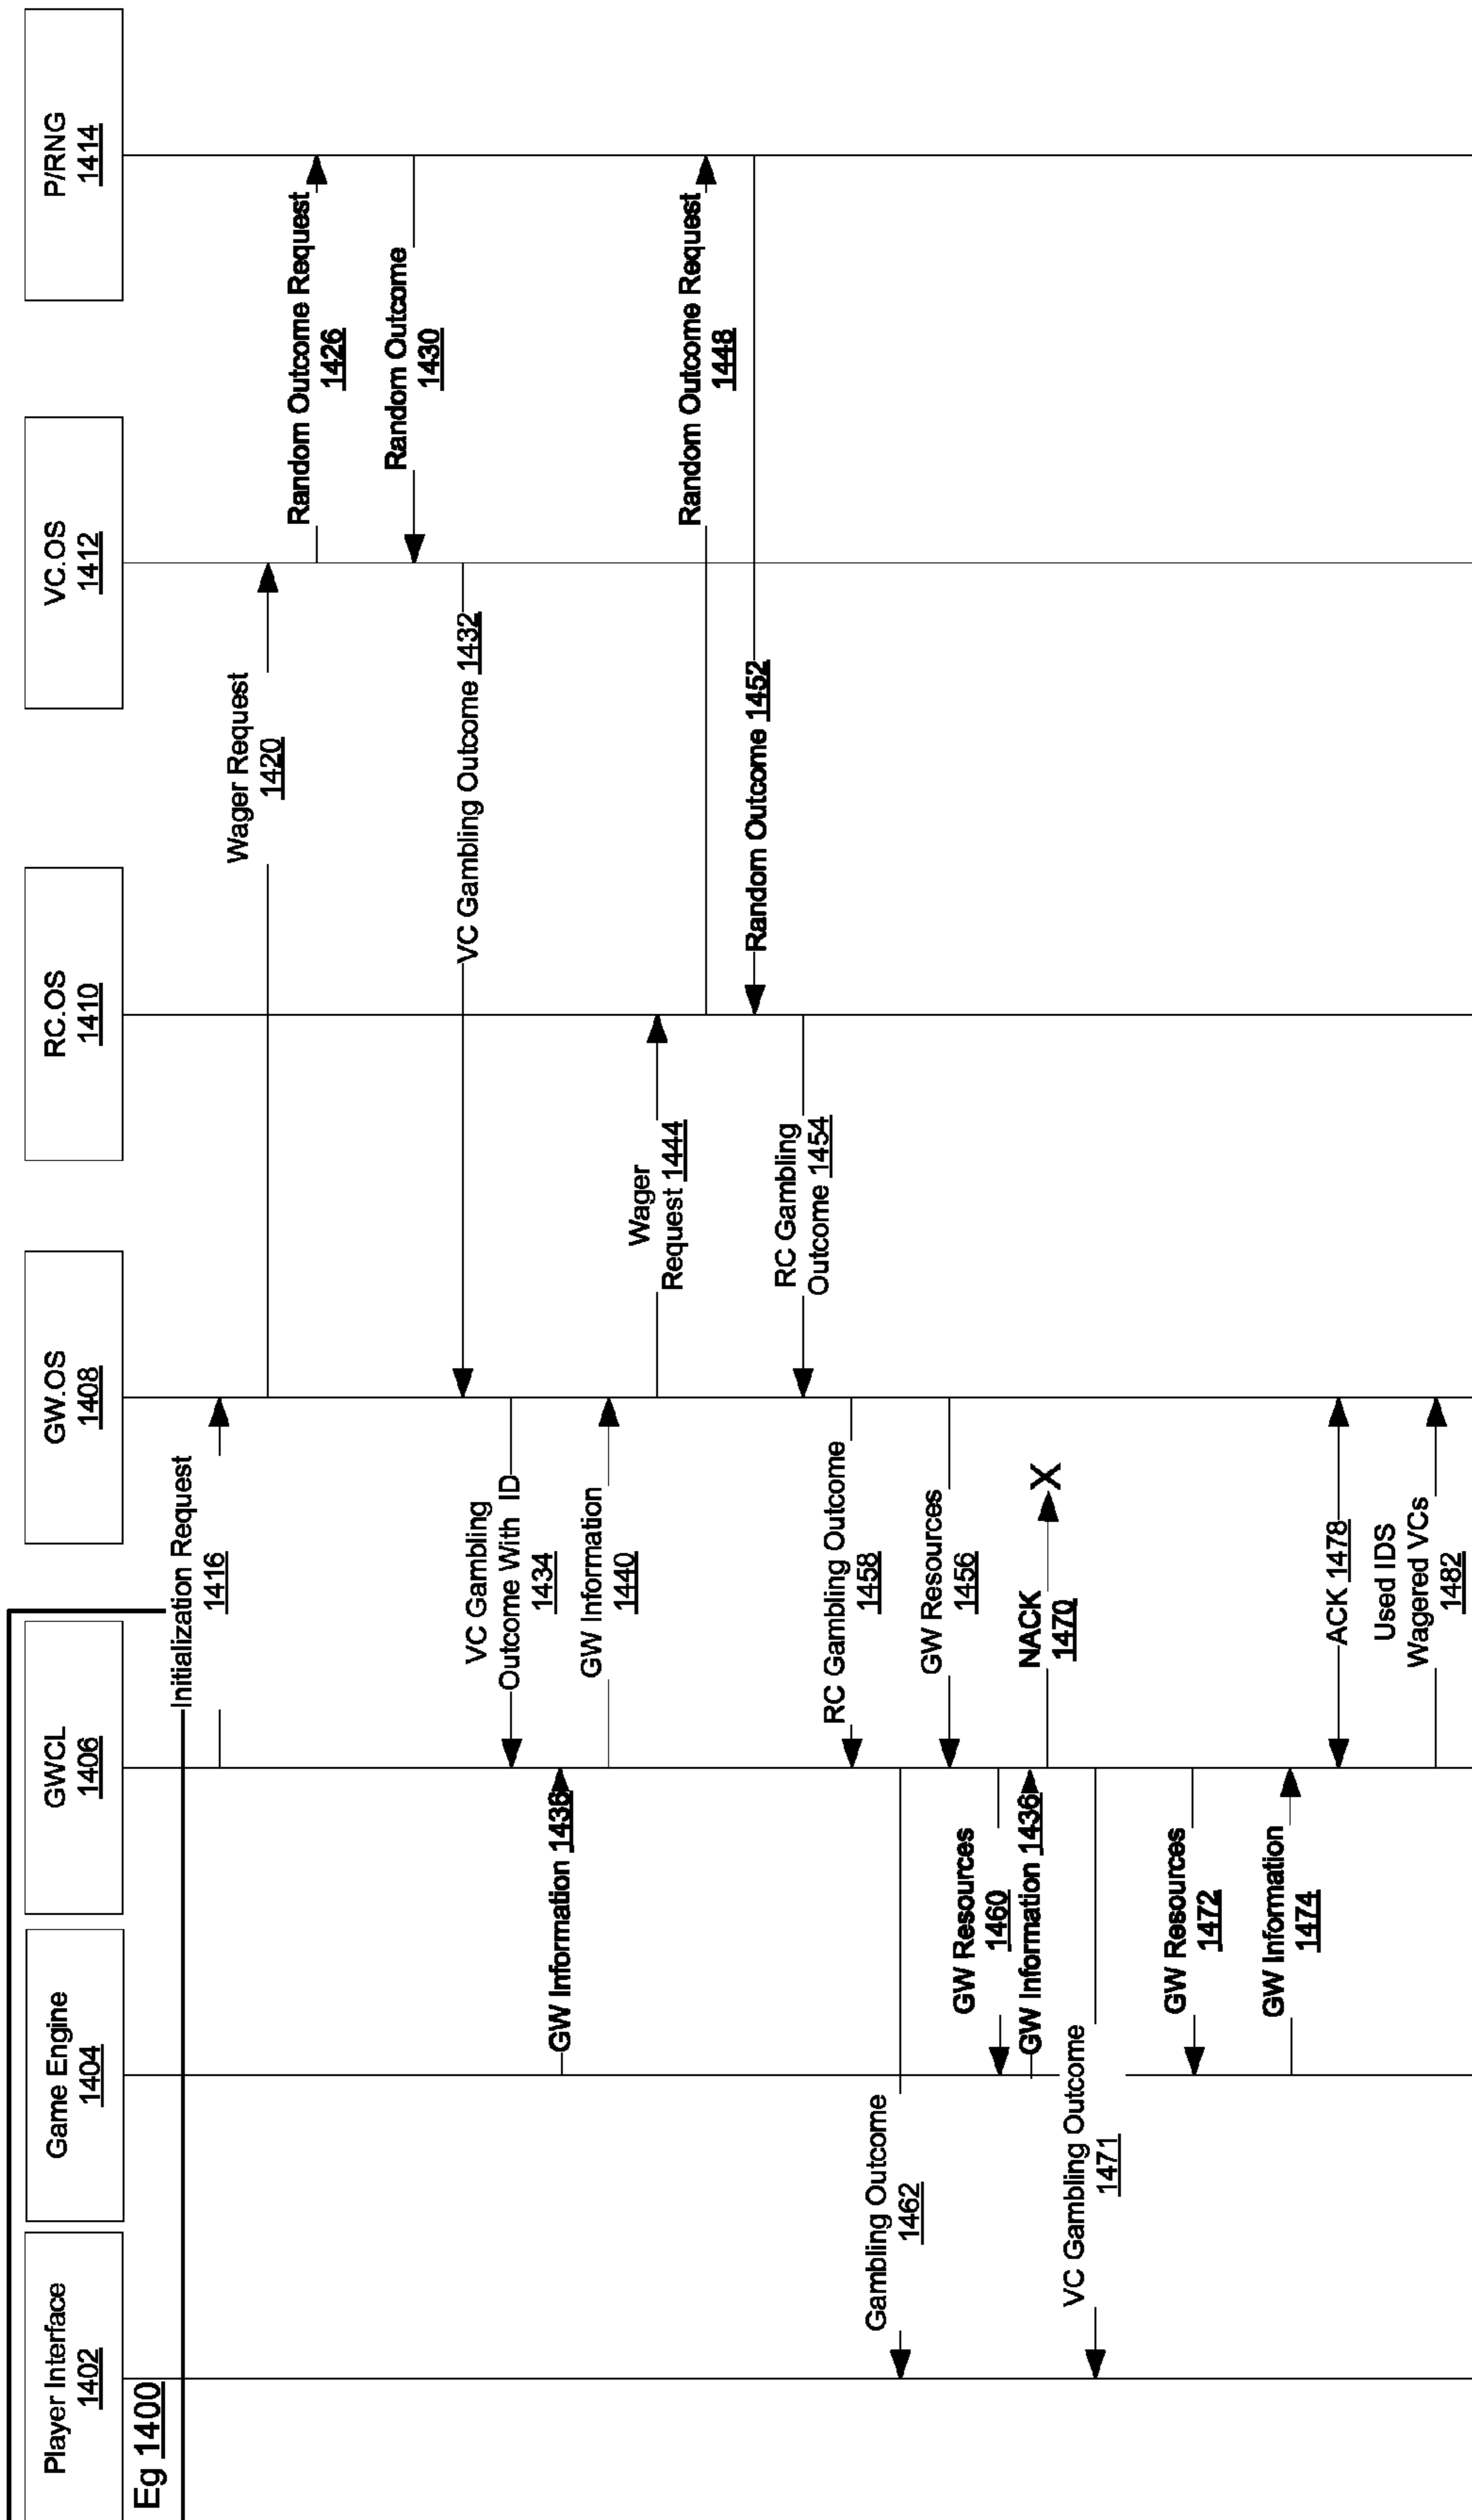 Player Interface
1402
Game Engine
1404
GWCL
1406
GW.OS
1408
RC.OS
1410
VC.OS
1412
P/RNG
1414
Eg 1400
Initialization Request
1416
Wager Request
1420
Random Outcome Request
1426
Random Outcome
1430
VC Gambling Outcome 1432
VC Gambling
Outcome With ID
1434
GW Information 1436
GW Information
1440
Wager
Request 1444
Random Outcome Request
1448
Random Outcome 1452
RC Gambling
Outcome 1454
RC Gambling Outcome
1458
Gambling Outcome
1462
GW Resources
1456
GW Resources
1460
GW Information 1436
NACK
1470
X
VC Gambling Outcome
1471
GW Resources
1472
GW Information
1474
ACK 1478
Used IDS
Wagered VCs
1482